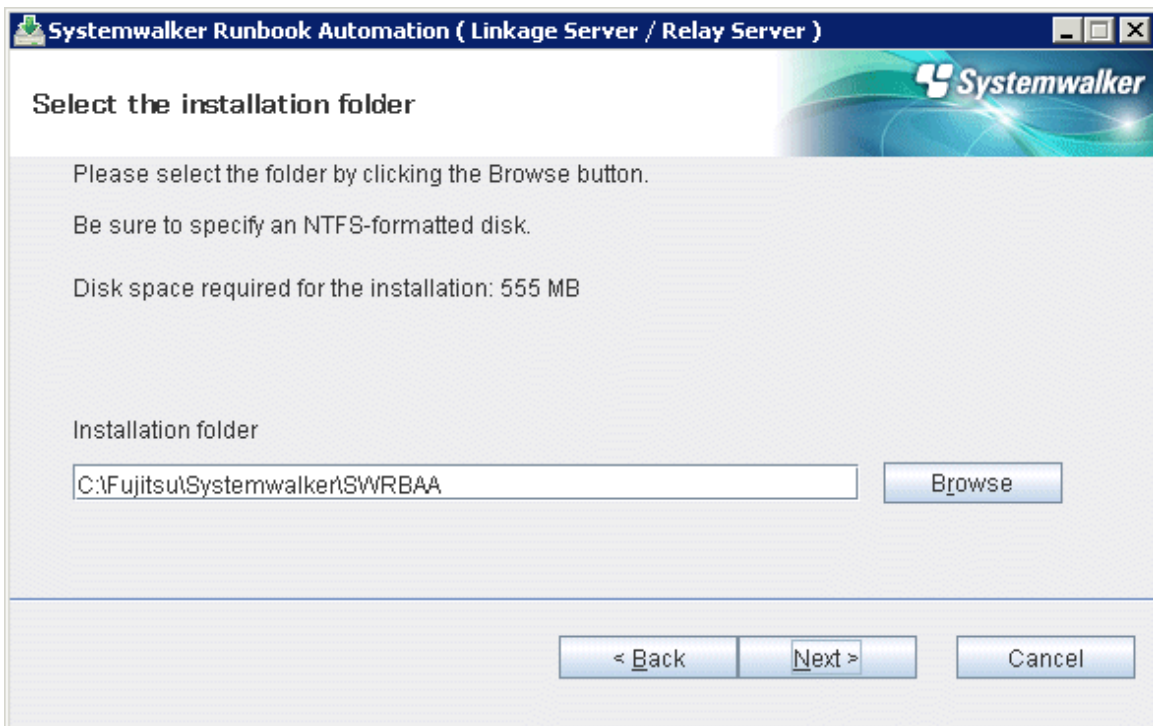 Systemwalker Runbook Automation ( Linkage Server / Relay Server )
Systemwalker
Select the installation folder
Please select the folder by clicking the Browse button.
Be sure to specify an NTFS-formatted disk.
Disk space required for the installation: 555 MB
Installation folder
C:\Fujitsu\Systemwalker\SWRBAA
Browse
< Back
Next >
Cancel